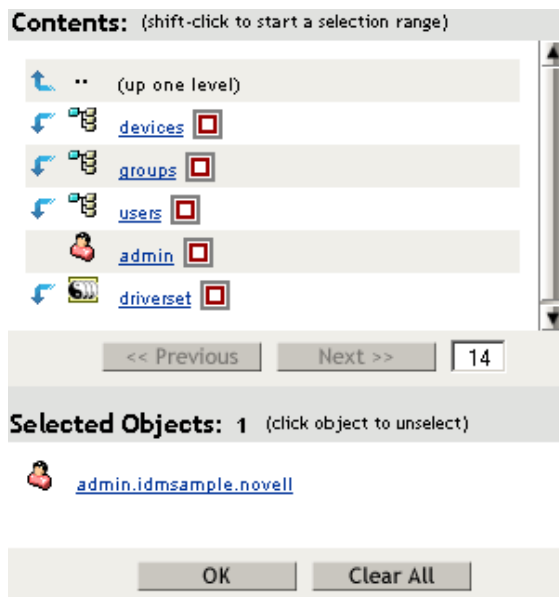 Contents: (shift-click to start a selection range)
.. (up one level)
devices
groups
users
admin
driverset
<< Previous Next >> 14
Selected Objects: 1 (click object to unselect)
admin.idmsample.novell
OK Clear All